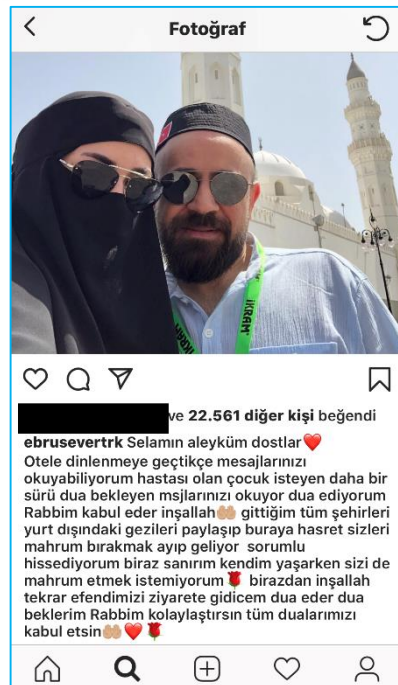 Fotoğraf
İKRAM
ve 22.561 diğer kişi beğendi
ebrusevertrk Selamın aleyküm dostlar❤️
Otele dinlenmeye geçtikçe mesajlarınızı
okuyabiliyorum hastası olan çocuk isteyen daha bir
sürü dua bekleyen msjlarınızı okuyor dua ediyorum
Rabbim kabul eder inşallah🤲🏼 gittiğim tüm şehirleri
yurt dışındaki gezileri paylaşıp buraya hasret sizleri
mahrum bırakmak ayıp geliyor sorumlu
hissediyorum biraz sanırım kendim yaşarken sizi de
mahrum etmek istemiyorum🌹 birazdan inşallah
tekrar efendimizi ziyarete gidicem dua eder dua
beklerim Rabbim kolaylaştırsın tüm dualarımızı
kabul etsin🤲🏼❤️🌹